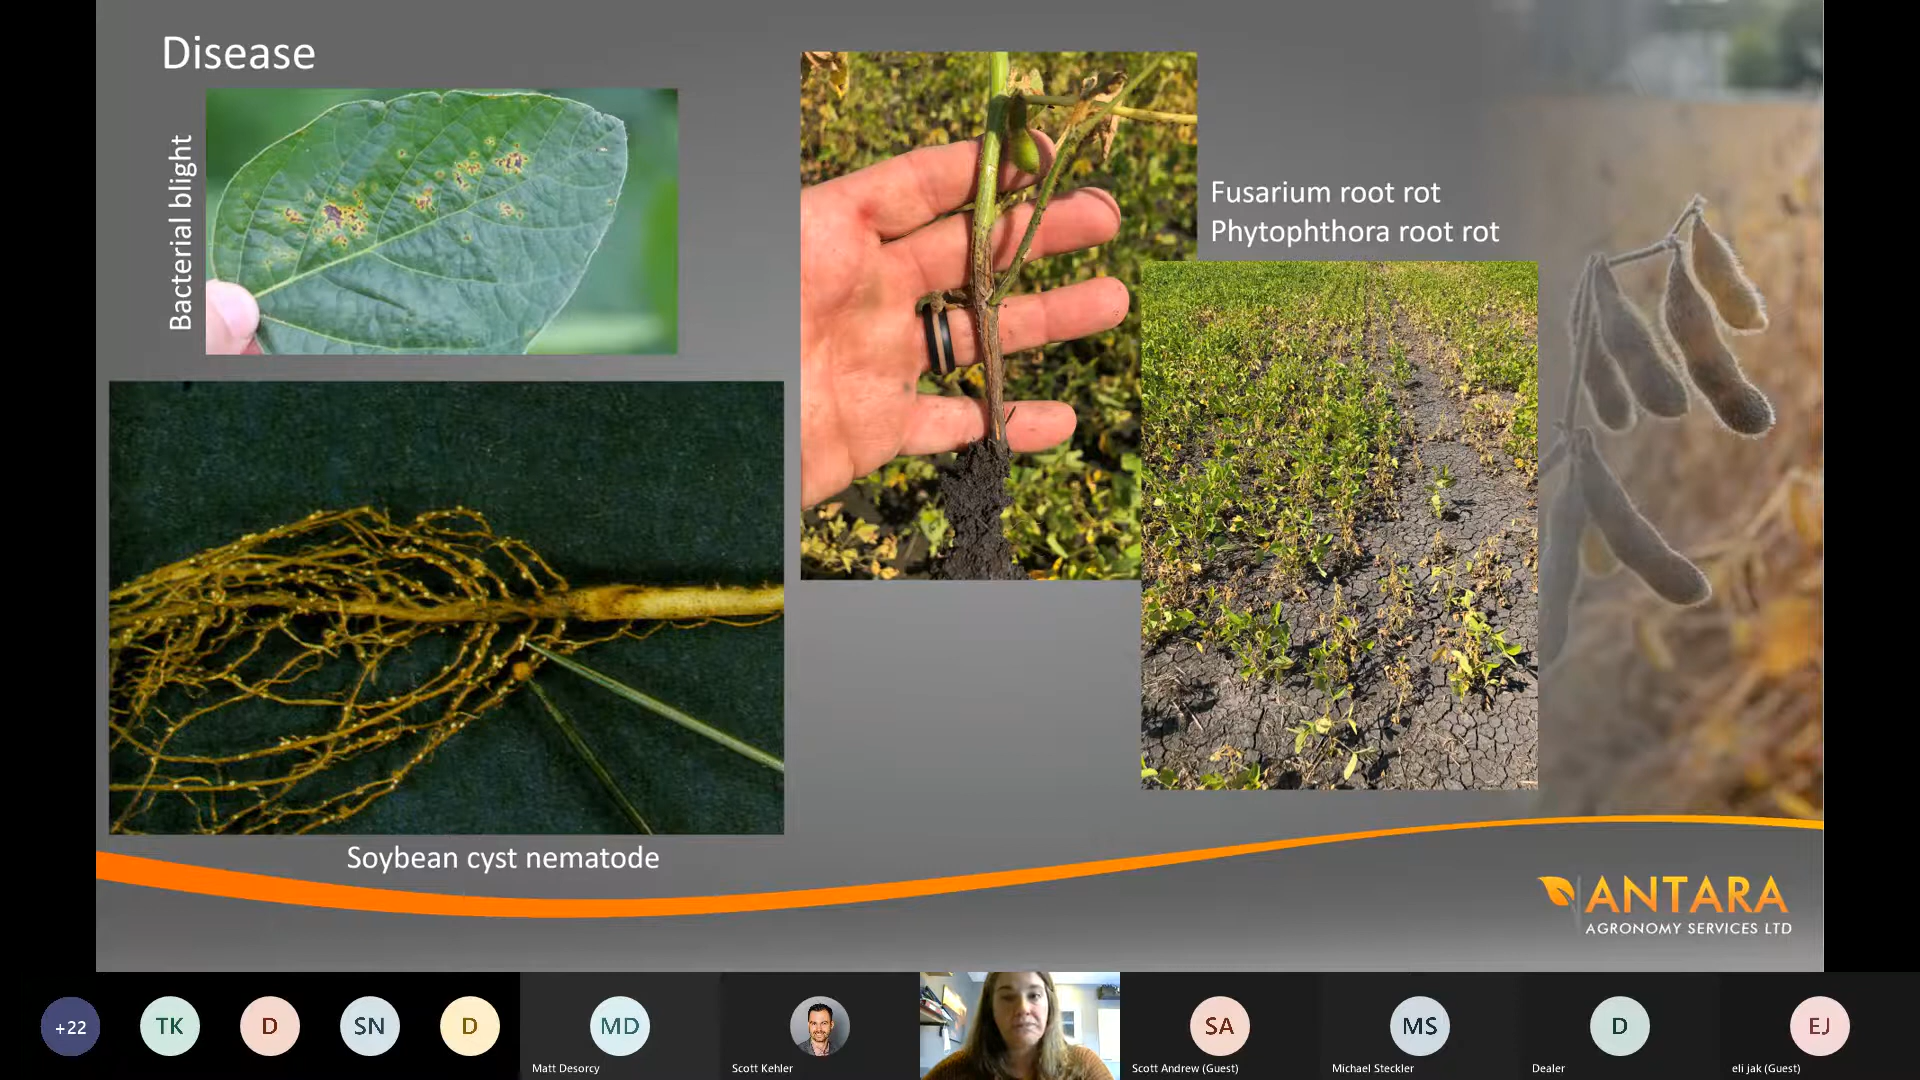 Disease
Bacterial blight
Fusarium root rot
Phytophthora root rot
Soybean cyst nematode
ANTARA
AGRONOMY SERVICES LTD
+22
TK
D
SN
D
MD
SA
MS
D
EJ
Matt Desorcy
Scott Kehler
Scott Andrew (Guest)
Michael Steckler
Dealer
eli jak (Guest)